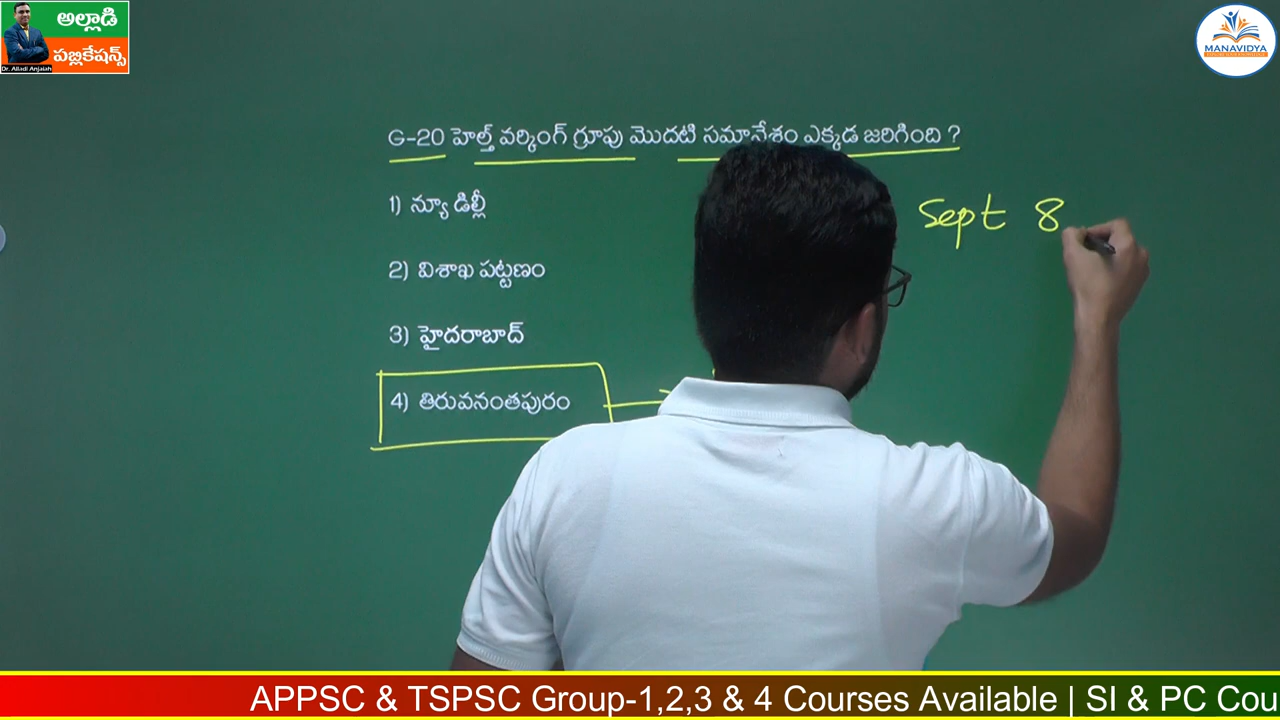 అల్లాడి
పబ్లికేషన్స్
Dr. Alladi Anjaiah
MANAVIDYA
G-20 హెల్త్ వర్కింగ్ గ్రూపు మొదటి సమావేశం ఎక్కడ జరిగింది ?
1) న్యూ డిల్లీ
2) విశాఖ పట్టణం
3) హైదరాబాద్
4) తిరువనంతపురం
Sept 8
APPSC & TSPSC Group-1,2,3 & 4 Courses Available | SI & PC Cou